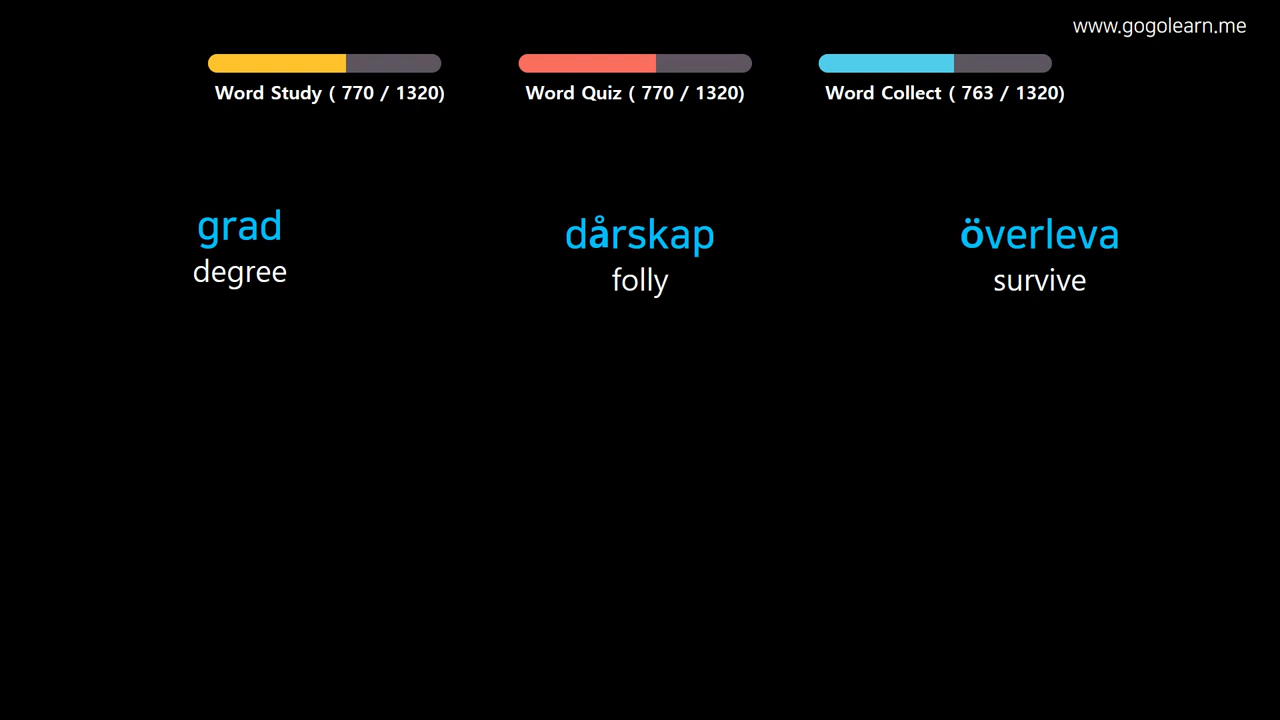 www.gogolearn.me
Word Study ( 770 / 1320)
Word Quiz ( 770 / 1320)
Word Collect ( 763 / 1320)
grad
degree
dårskap
folly
överleva
survive